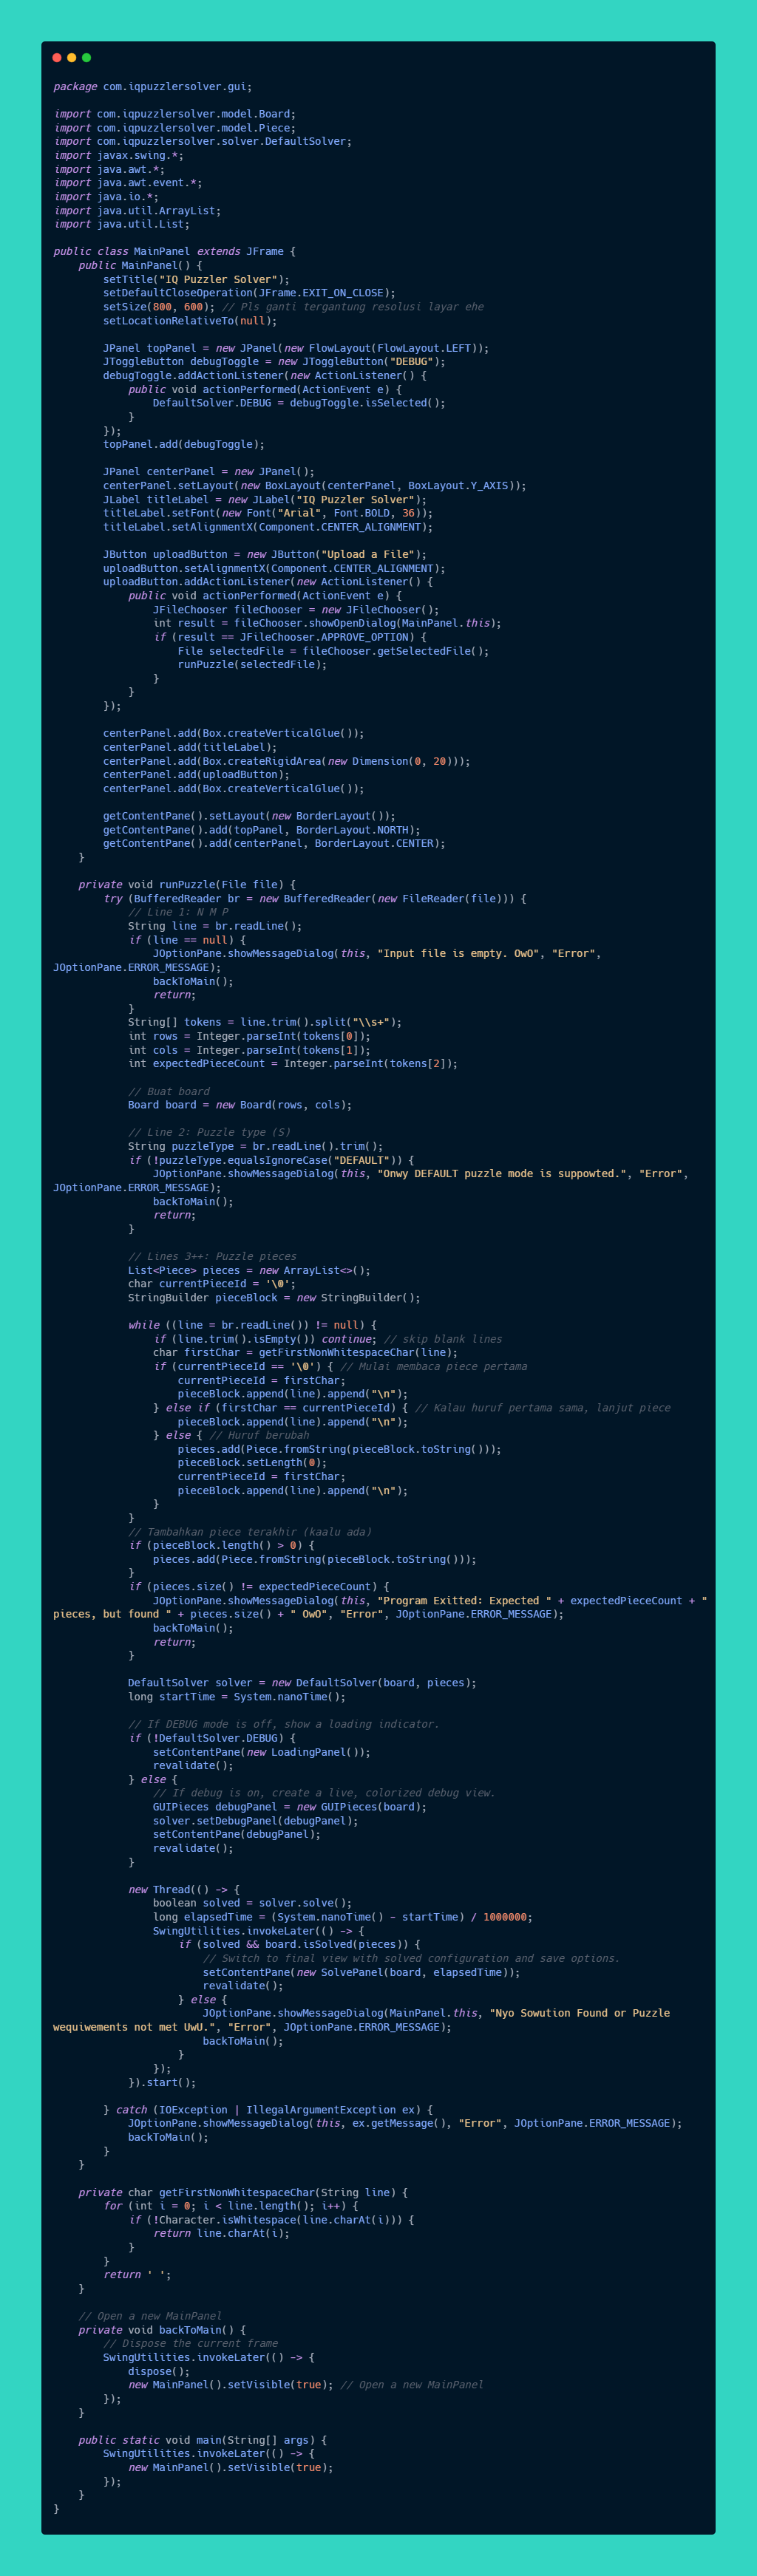 package com.iqpuzzlersolver.gui;

import com.iqpuzzlersolver.model.Board;
import com.iqpuzzlersolver.model.Piece;
import com.iqpuzzlersolver.solver.DefaultSolver;
import javax.swing.*;
import java.awt.*;
import java.awt.event.*;
import java.io.*;
import java.util.ArrayList;
import java.util.List;

public class MainPanel extends JFrame {
    public MainPanel() {
        setTitle("IQ Puzzler Solver");
        setDefaultCloseOperation(JFrame.EXIT_ON_CLOSE);
        setSize(800, 600); // Pls ganti tergantung resolusi layar ehe
        setLocationRelativeTo(null);

        JPanel topPanel = new JPanel(new FlowLayout(FlowLayout.LEFT));
        JToggleButton debugToggle = new JToggleButton("DEBUG");
        debugToggle.addActionListener(new ActionListener() {
            public void actionPerformed(ActionEvent e) {
                DefaultSolver.DEBUG = debugToggle.isSelected();
            }
        });
        topPanel.add(debugToggle);

        JPanel centerPanel = new JPanel();
        centerPanel.setLayout(new BoxLayout(centerPanel, BoxLayout.Y_AXIS));
        JLabel titleLabel = new JLabel("IQ Puzzler Solver");
        titleLabel.setFont(new Font("Arial", Font.BOLD, 36));
        titleLabel.setAlignmentX(Component.CENTER_ALIGNMENT);

        JButton uploadButton = new JButton("Upload a File");
        uploadButton.setAlignmentX(Component.CENTER_ALIGNMENT);
        uploadButton.addActionListener(new ActionListener() {
            public void actionPerformed(ActionEvent e) {
                JFileChooser fileChooser = new JFileChooser();
                int result = fileChooser.showOpenDialog(MainPanel.this);
                if (result == JFileChooser.APPROVE_OPTION) {
                    File selectedFile = fileChooser.getSelectedFile();
                    runPuzzle(selectedFile);
                }
            }
        });

        centerPanel.add(Box.createVerticalGlue());
        centerPanel.add(titleLabel);
        centerPanel.add(Box.createRigidArea(new Dimension(0, 20)));
        centerPanel.add(uploadButton);
        centerPanel.add(Box.createVerticalGlue());

        getContentPane().setLayout(new BorderLayout());
        getContentPane().add(topPanel, BorderLayout.NORTH);
        getContentPane().add(centerPanel, BorderLayout.CENTER);
    }

    private void runPuzzle(File file) {
        try (BufferedReader br = new BufferedReader(new FileReader(file))) {
            // Line 1: N M P
            String line = br.readLine();
            if (line == null) {
                JOptionPane.showMessageDialog(this, "Input file is empty. OwO", "Error",
JOptionPane.ERROR_MESSAGE);
                backToMain();
                return;
            }
            String[] tokens = line.trim().split("\\s+");
            int rows = Integer.parseInt(tokens[0]);
            int cols = Integer.parseInt(tokens[1]);
            int expectedPieceCount = Integer.parseInt(tokens[2]);

            // Buat board
            Board board = new Board(rows, cols);

            // Line 2: Puzzle type (S)
            String puzzleType = br.readLine().trim();
            if (!puzzleType.equalsIgnoreCase("DEFAULT")) {
                JOptionPane.showMessageDialog(this, "Onwy DEFAULT puzzle mode is suppowted.", "Error",
JOptionPane.ERROR_MESSAGE);
                backToMain();
                return;
            }

            // Lines 3++: Puzzle pieces
            List<Piece> pieces = new ArrayList<>();
            char currentPieceId = '\0';
            StringBuilder pieceBlock = new StringBuilder();

            while ((line = br.readLine()) != null) {
                if (line.trim().isEmpty()) continue; // skip blank lines
                char firstChar = getFirstNonWhitespaceChar(line);
                if (currentPieceId == '\0') { // Mulai membaca piece pertama
                    currentPieceId = firstChar;
                    pieceBlock.append(line).append("\n");
                } else if (firstChar == currentPieceId) { // Kalau huruf pertama sama, lanjut piece
                    pieceBlock.append(line).append("\n");
                } else { // Huruf berubah
                    pieces.add(Piece.fromString(pieceBlock.toString()));
                    pieceBlock.setLength(0);
                    currentPieceId = firstChar;
                    pieceBlock.append(line).append("\n");
                }
            }
            // Tambahkan piece terakhir (kaalu ada)
            if (pieceBlock.length() > 0) {
                pieces.add(Piece.fromString(pieceBlock.toString()));
            }
            if (pieces.size() != expectedPieceCount) {
                JOptionPane.showMessageDialog(this, "Program Exitted: Expected " + expectedPieceCount + "
pieces, but found " + pieces.size() + " OwO", "Error", JOptionPane.ERROR_MESSAGE);
                backToMain();
                return;
            }

            DefaultSolver solver = new DefaultSolver(board, pieces);
            long startTime = System.nanoTime();

            // If DEBUG mode is off, show a loading indicator.
            if (!DefaultSolver.DEBUG) {
                setContentPane(new LoadingPanel());
                revalidate();
            } else {
                // If debug is on, create a live, colorized debug view.
                GUIPieces debugPanel = new GUIPieces(board);
                solver.setDebugPanel(debugPanel);
                setContentPane(debugPanel);
                revalidate();
            }

            new Thread(() -> {
                boolean solved = solver.solve();
                long elapsedTime = (System.nanoTime() - startTime) / 1000000;
                SwingUtilities.invokeLater(() -> {
                    if (solved && board.isSolved(pieces)) {
                        // Switch to final view with solved configuration and save options.
                        setContentPane(new SolvePanel(board, elapsedTime));
                        revalidate();
                    } else {
                        JOptionPane.showMessageDialog(MainPanel.this, "Nyo Sowution Found or Puzzle
wequiwements not met UwU.", "Error", JOptionPane.ERROR_MESSAGE);
                        backToMain();
                    }
                });
            }).start();

        } catch (IOException | IllegalArgumentException ex) {
            JOptionPane.showMessageDialog(this, ex.getMessage(), "Error", JOptionPane.ERROR_MESSAGE);
            backToMain();
        }
    }

    private char getFirstNonWhitespaceChar(String line) {
        for (int i = 0; i < line.length(); i++) {
            if (!Character.isWhitespace(line.charAt(i))) {
                return line.charAt(i);
            }
        }
        return ' ';
    }

    // Open a new MainPanel
    private void backToMain() {
        // Dispose the current frame
        SwingUtilities.invokeLater(() -> {
            dispose();
            new MainPanel().setVisible(true); // Open a new MainPanel
        });
    }

    public static void main(String[] args) {
        SwingUtilities.invokeLater(() -> {
            new MainPanel().setVisible(true);
        });
    }
}